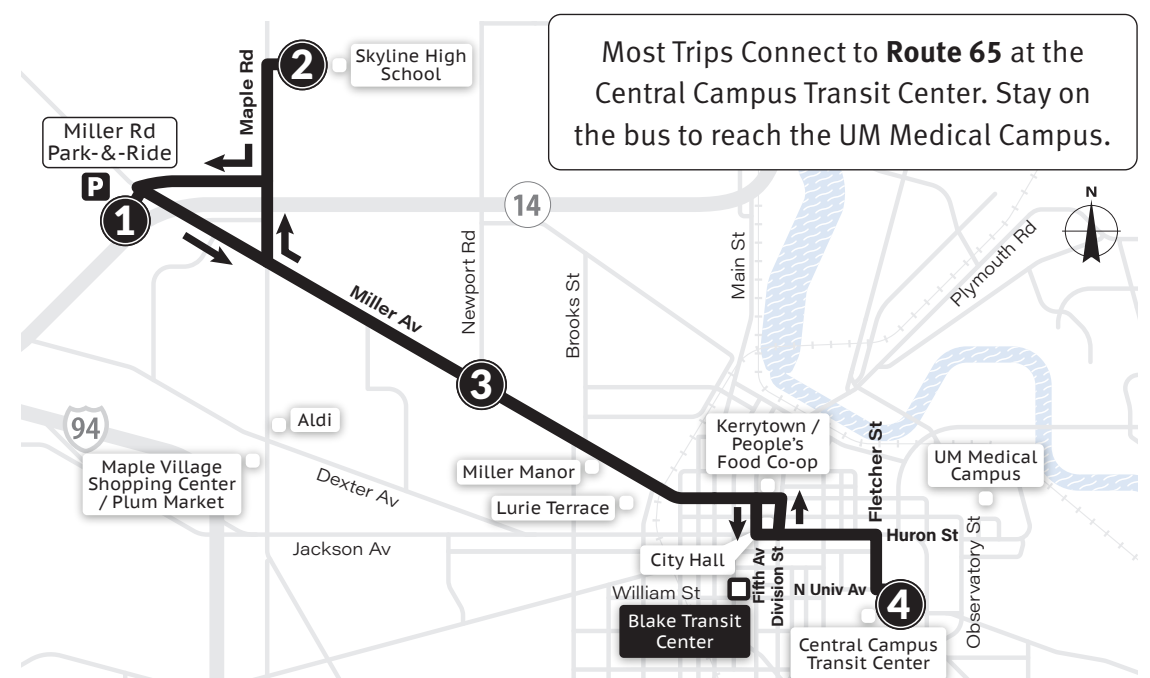 Most Trips Connect to Route 65 at the
Central Campus Transit Center. Stay on
the bus to reach the UM Medical Campus.
Maple Rd
2
Skyline High
School
Miller Rd
Park-&-Ride
P
1
14
N
Newport Rd
Brooks St
Main St
Plymouth Rd
Miller Av
3
94
Aldi
Maple Village
Shopping Center
/ Plum Market
Dexter Av
Jackson Av
Miller Manor
Lurie Terrace
Kerrytown /
People's
Food Co-op
Fletcher St
UM Medical
Campus
Huron St
City Hall
Fifth Av
Division St
William St
N Univ Av
4
Observatory St
Blake Transit
Center
Central Campus
Transit Center